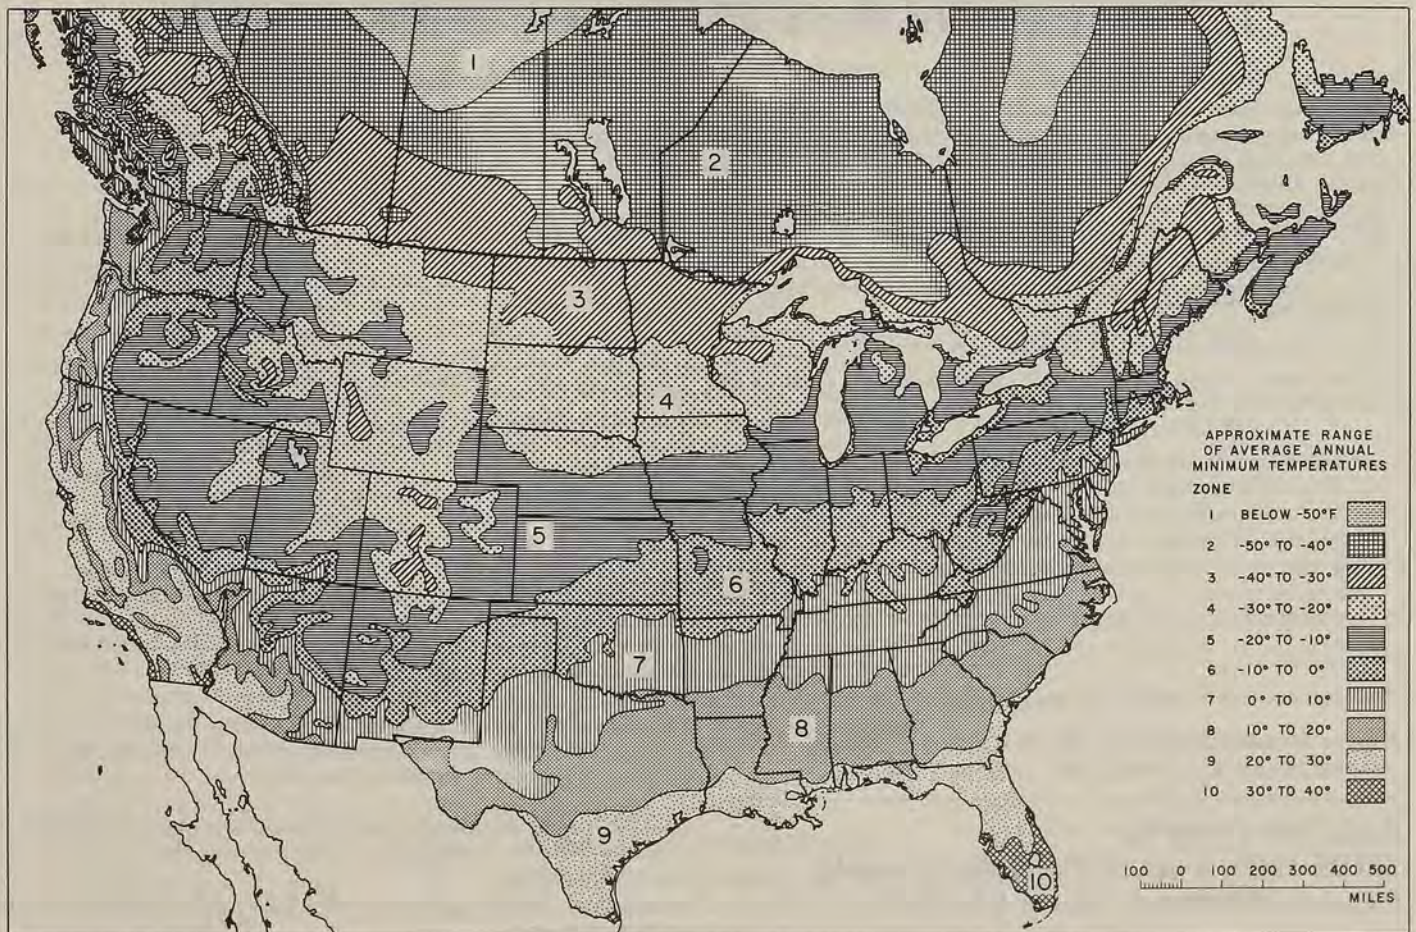 1
2
3
4
5
6
7
8
9
10
APPROXIMATE RANGE
OF AVERAGE ANNUAL
MINIMUM TEMPERATURES
ZONE
1 BELOW -50°F
2 -50° TO -40°
3 -40° TO -30°
4 -30° TO -20°
5 -20° TO -10°
6 -10° TO 0°
7 0° TO 10°
8 10° TO 20°
9 20° TO 30°
10 30° TO 40°
100 0 100 200 300 400 500
MILES